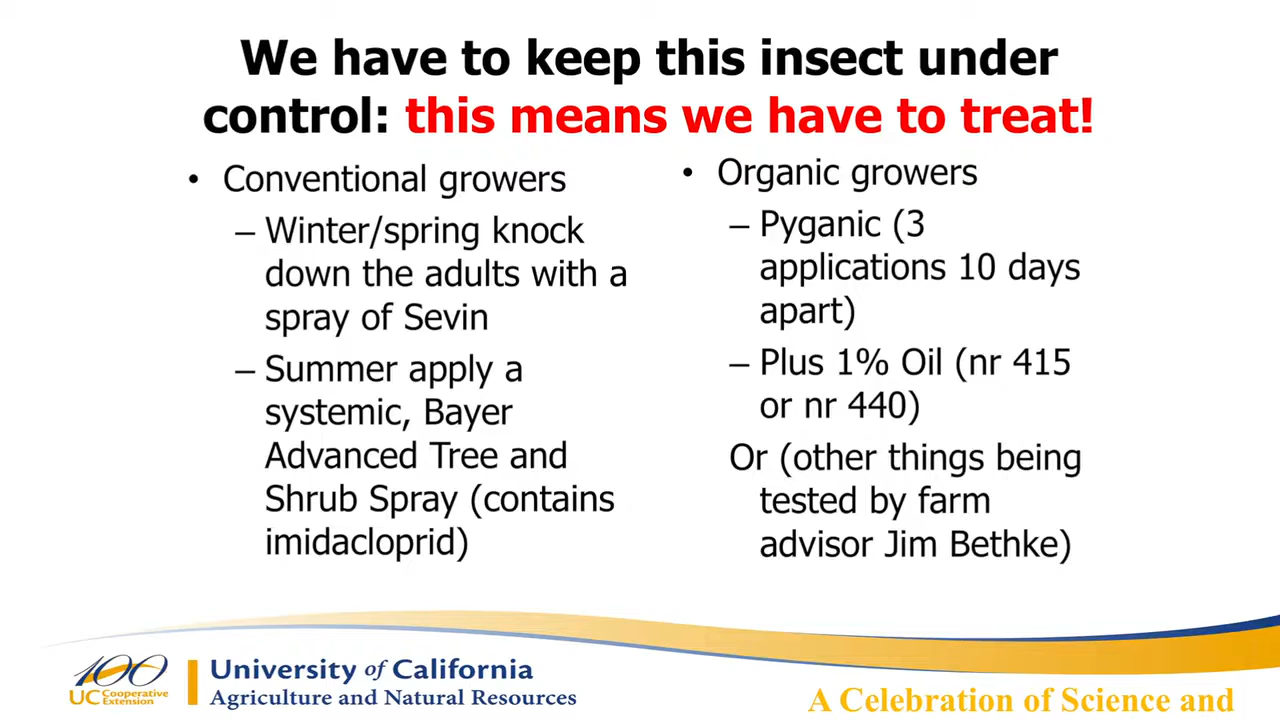 We have to keep this insect under
control: this means we have to treat!
• Conventional growers
– Winter/spring knock
down the adults with a
spray of Sevin
– Summer apply a
systemic, Bayer
Advanced Tree and
Shrub Spray (contains
imidacloprid)
• Organic growers
– Pyganic (3
applications 10 days
apart)
– Plus 1% Oil (nr 415
or nr 440)
Or (other things being
tested by farm
advisor Jim Bethke)
100
UC Cooperative
Extension
University of California
Agriculture and Natural Resources
A Celebration of Science and